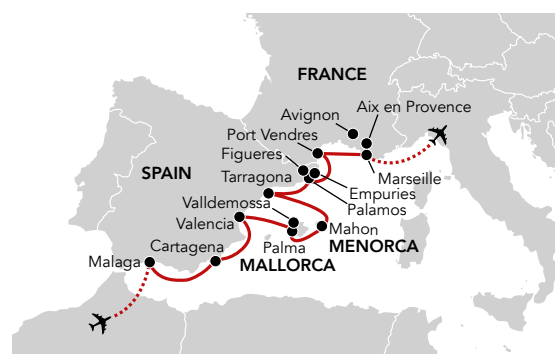 FRANCE
Avignon
Aix en Provence
Port Vendres
Figueres
Marseille
SPAIN
Tarragona
Empuries
Palamos
Valldemossa
Valencia
Mahon
Cartagena
Palma
MENORCA
Malaga
MALLORCA